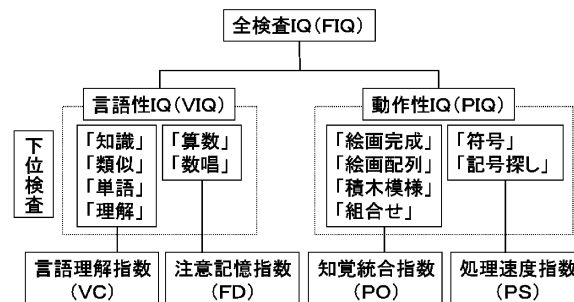 全検査IQ(FIQ)
言語性IQ(VIQ)
動作性IQ(PIQ)
下位検査
「知識」
「類似」
「単語」
「理解」
「算数」
「数唱」
「絵画完成」
「絵画配列」
「積木模様」
「組合せ」
「符号」
「記号探し」
言語理解指数
(VC)
注意記憶指数
(FD)
知覚統合指数
(PO)
処理速度指数
(PS)